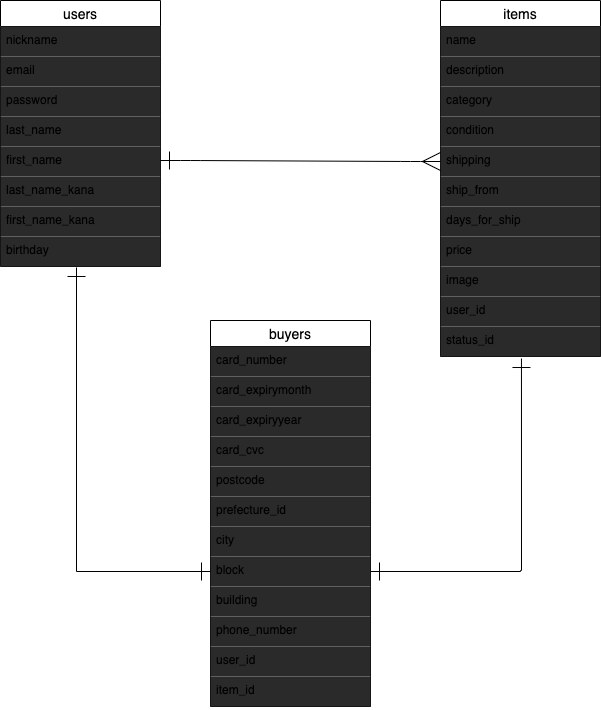 users
nickname
email
password
last_name
first_name
last_name_kana
first_name_kana
birthday
items
name
description
category
condition
shipping
ship_from
days_for_ship
price
image
user_id
status_id
buyers
card_number
card_expirymonth
card_expiryyear
card_cvc
postcode
prefecture_id
city
block
building
phone_number
user_id
item_id